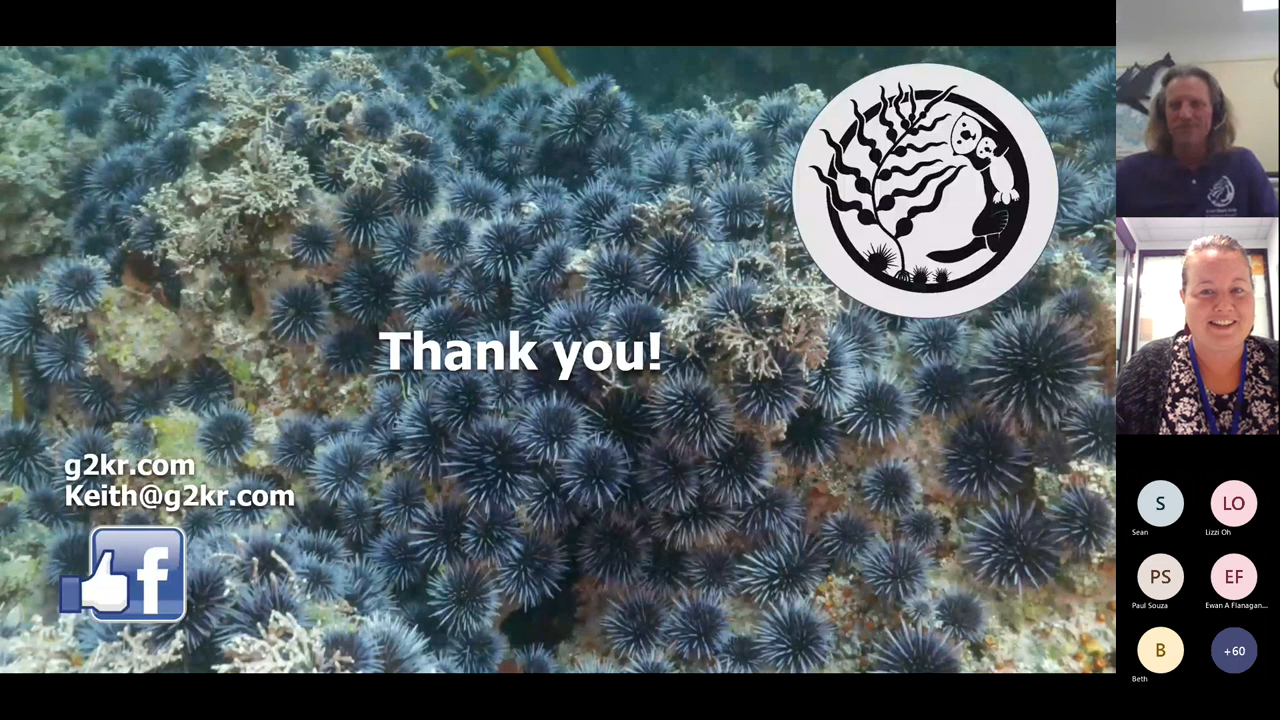 Thank you!
g2kr.com
Keith@g2kr.com
f
S
LO
Sean
Lizzi Oh
PS
EF
Paul Souza
Ewan A Flanagan...
B
+60
Beth